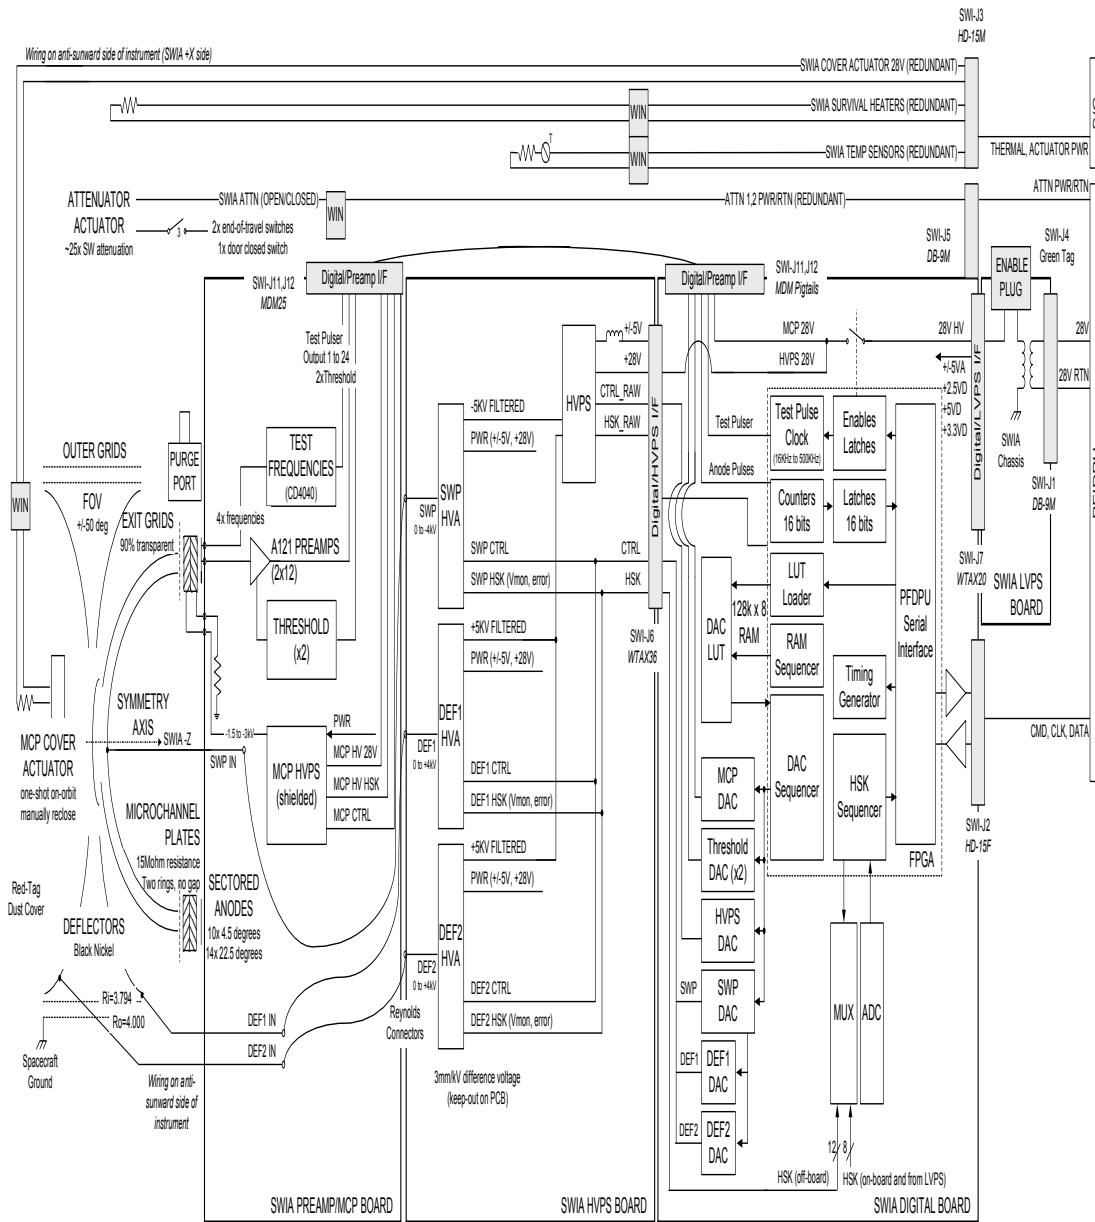 SWI-J3
HD-15M
Wiring on anti-sunward side of instrument (SWIA +X side)
SWIA COVER ACTUATOR 28V (REDUNDANT)
WIN
SWIA SURVIVAL HEATERS (REDUNDANT)
T
WIN
SWIA TEMP SENSORS (REDUNDANT)
THERMAL, ACTUATOR PWR
ATTENUATOR
ACTUATOR
~25x SW attenuation
SWIA ATTN (OPEN/CLOSED)
WIN
ATTN 1,2 PWR/RTN (REDUNDANT)
ATTN PWR/RTN
3
2x end-of-travel switches
1x door closed switch
SWI-J5
DB-9M
SWI-J4
Green Tag
ENABLE
PLUG
SWI-J11,J12
MDM25
Digital/Preamp I/F
Digital/Preamp I/F
SWI-J11,J12
MDM Pigtails
Test Pulser
Output 1 to 24
2xThreshold
HVPS
+/-5V
+28V
CTRL_RAW
HSK_RAW
Digital/HVPS I/F
MCP 28V
HVPS 28V
28V HV
+/-5VA
+2.5VD
+5VD
+3.3VD
Digital/LVPS I/F
28V
28V RTN
SWIA
Chassis
SWI-J1
DB-9M
SWI-J7
WTAX20
SWIA LVPS
BOARD
OUTER GRIDS
WIN
FOV
+/-50 deg
PURGE
PORT
EXIT GRIDS
90% transparent
TEST
FREQUENCIES
(CD4040)
4x frequencies
A121 PREAMPS
(2x12)
THRESHOLD
(x2)
-5KV FILTERED
PWR (+/-5V, +28V)
SWP
HVA
SWP
0 to -4kV
SWP CTRL
SWP HSK (Vmon, error)
CTRL
HSK
SWI-J6
WTAX36
Test Pulser
Anode Pulses
Test Pulse
Clock
(16KHz to 500KHz)
Enables
Latches
Counters
16 bits
Latches
16 bits
LUT
Loader
128k x 8
RAM
DAC
LUT
RAM
Sequencer
PFDPU
Serial
Interface
Timing
Generator
DAC
Sequencer
HSK
Sequencer
FPGA
CMD, CLK, DATA
SWI-J2
HD-15F
SYMMETRY
AXIS
SWIA -Z
SWP IN
MCP COVER
ACTUATOR
one-shot on-orbit
manually reclose
-1.5 to -3kV
MCP HVPS
(shielded)
PWR
MCP HV 28V
MCP HV HSK
MCP CTRL
+5KV FILTERED
PWR (+/-5V, +28V)
DEF1
HVA
DEF1
0 to +4kV
DEF1 CTRL
DEF1 HSK (Vmon, error)
MCP
DAC
Threshold
DAC (x2)
HVPS
DAC
SWP
SWP
DAC
DEF1
DEF1
DAC
DEF2
DEF2
DAC
MICROCHANNEL
PLATES
15Mohm resistance
Two rings, no gap
Red-Tag
Dust Cover
SECTORED
ANODES
10x 4.5 degrees
14x 22.5 degrees
DEFLECTORS
Black Nickel
+5KV FILTERED
PWR (+/-5V, +28V)
DEF2
HVA
DEF2
0 to +4kV
DEF2 CTRL
DEF2 HSK (Vmon, error)
Ri=3.794
Ro=4.000
Spacecraft
Ground
DEF1 IN
DEF2 IN
Reynolds
Connectors
Wiring on anti-
sunward side of
instrument
3mm/kV difference voltage
(keep-out on PCB)
MUX
ADC
12
8
HSK (off-board)
HSK (on-board and from LVPS)
SWIA PREAMP/MCP BOARD
SWIA HVPS BOARD
SWIA DIGITAL BOARD